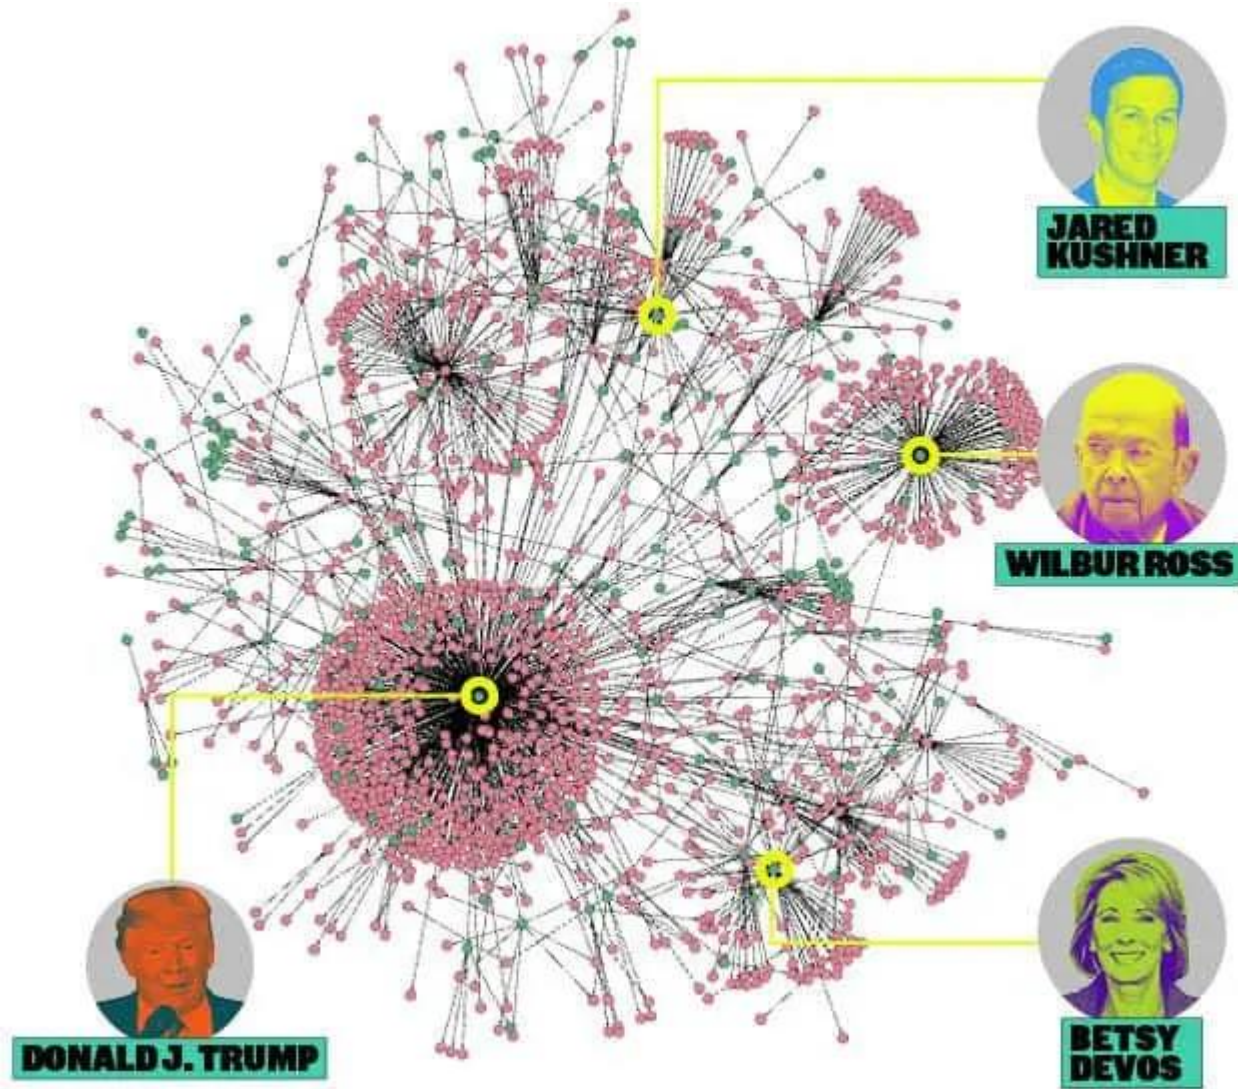 JARED
KUSHNER
WILBUR ROSS
DONALD J. TRUMP
BETSY
DEVOS